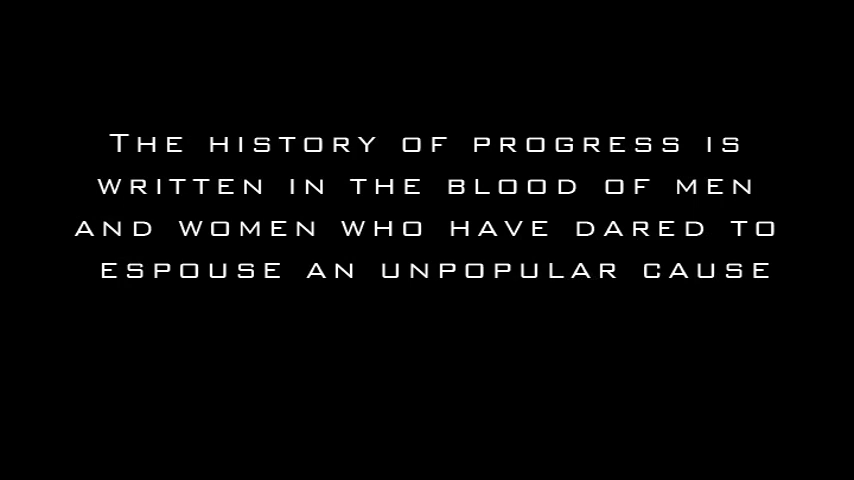 The history of progress is
written in the blood of men
and women who have dared to
espouse an unpopular cause